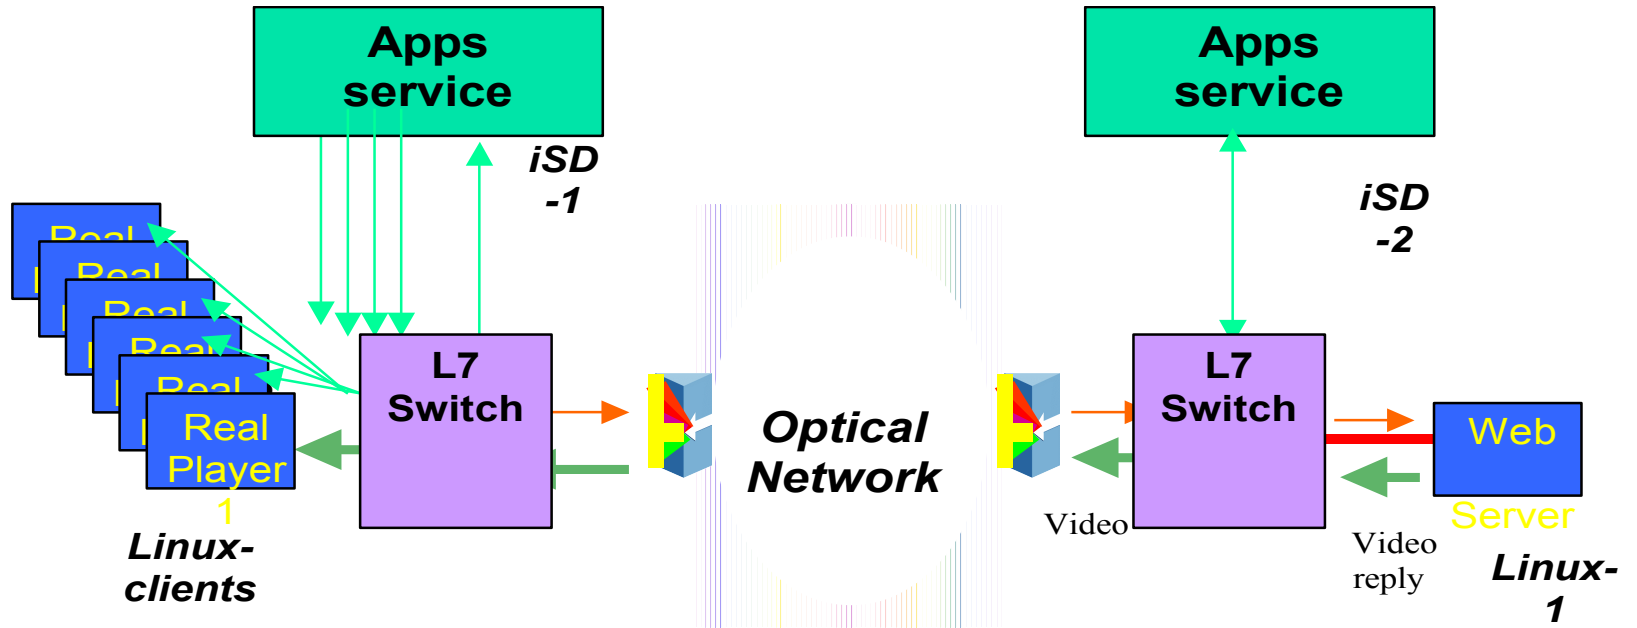 Apps
service
iSD
-1
Apps
service
iSD
-2
Real
Real
Real
Real
Real
Real
Player
1
Linux-
clients
L7
Switch
Optical
Network
L7
Switch
Video
Video
reply
Web
Server
Linux-
1